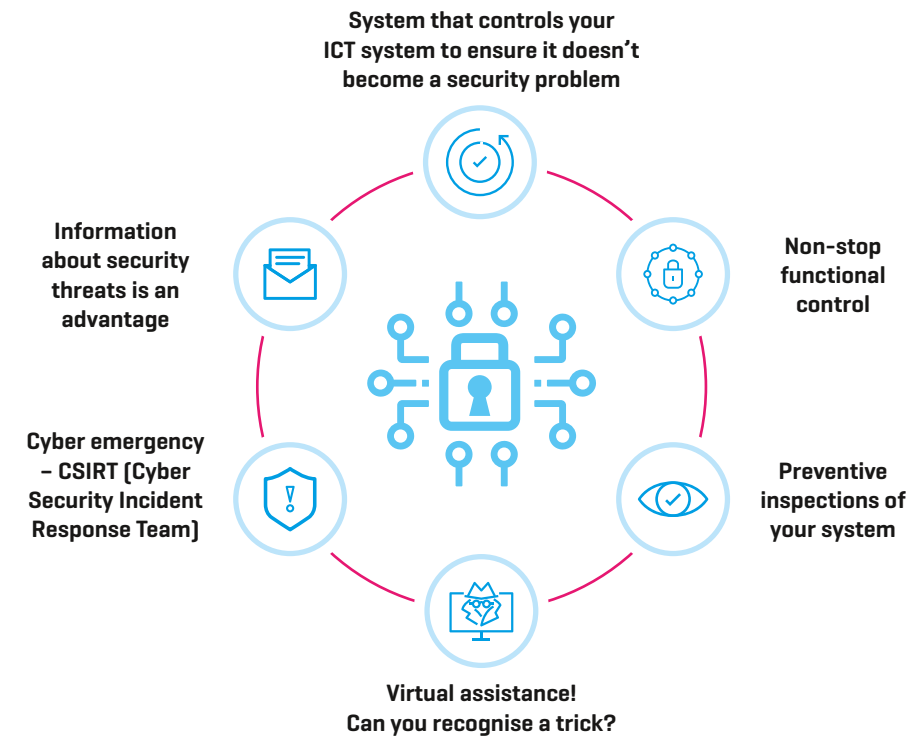 System that controls your
ICT system to ensure it doesn’t
become a security problem
Non-stop
functional
control
Preventive
inspections of
your system
Virtual assistance!
Can you recognise a trick?
Cyber emergency
– CSIRT (Cyber
Security Incident
Response Team)
Information
about security
threats is an
advantage